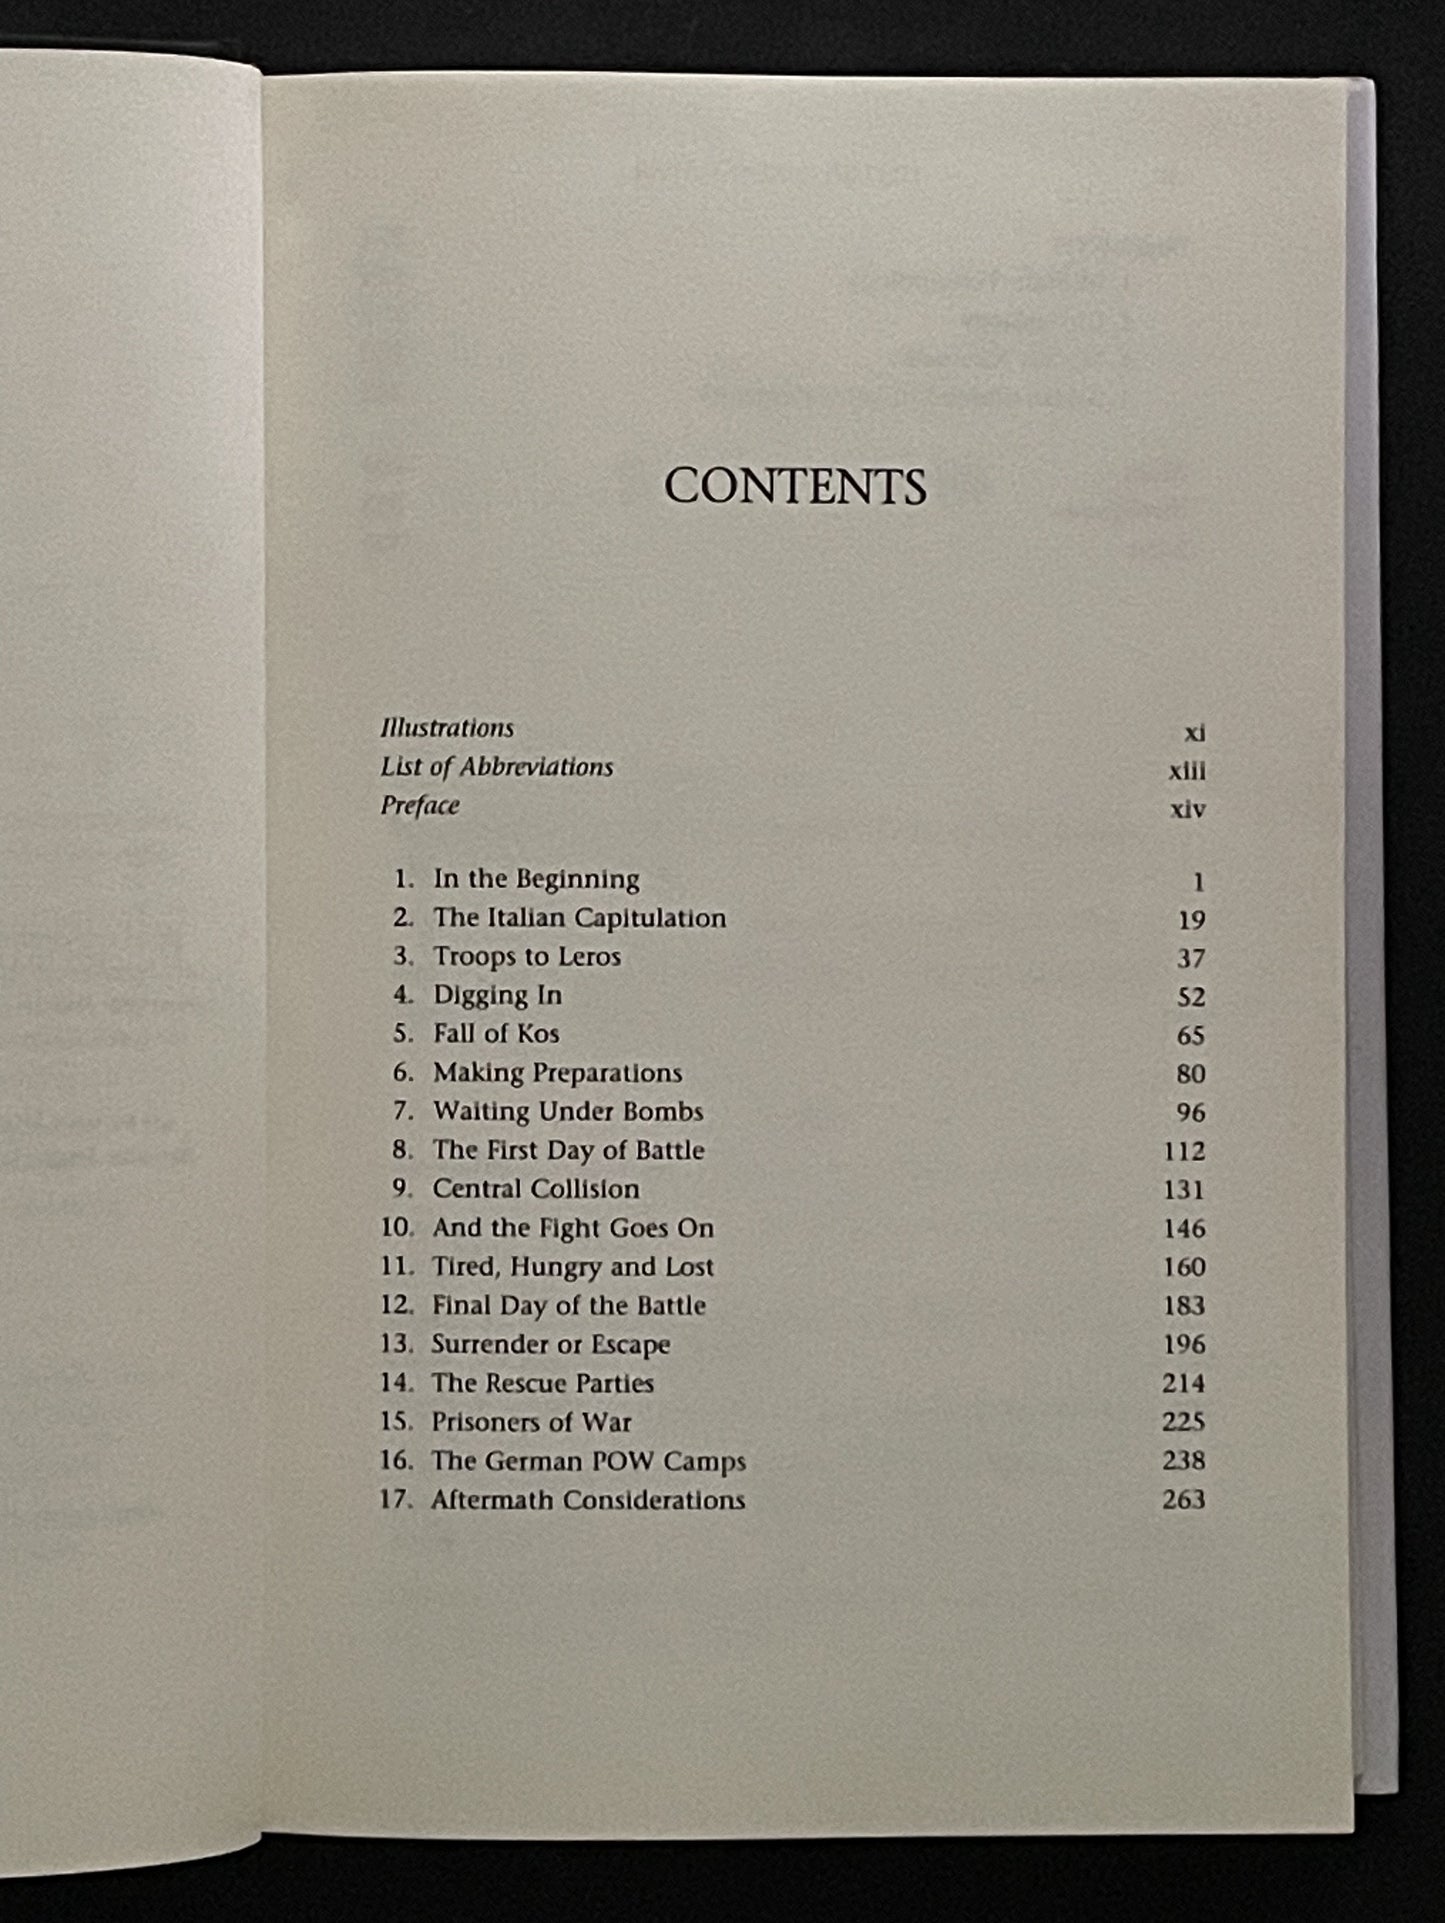 CONTENTS
Illustrations xi
List of Abbreviations xiii
Preface xiv
1. In the Beginning 1
2. The Italian Capitulation 19
3. Troops to Leros 37
4. Digging In 52
5. Fall of Kos 65
6. Making Preparations 80
7. Waiting Under Bombs 96
8. The First Day of Battle 112
9. Central Collision 131
10. And the Fight Goes On 146
11. Tired, Hungry and Lost 160
12. Final Day of the Battle 183
13. Surrender or Escape 196
14. The Rescue Parties 214
15. Prisoners of War 225
16. The German POW Camps 238
17. Aftermath Considerations 263